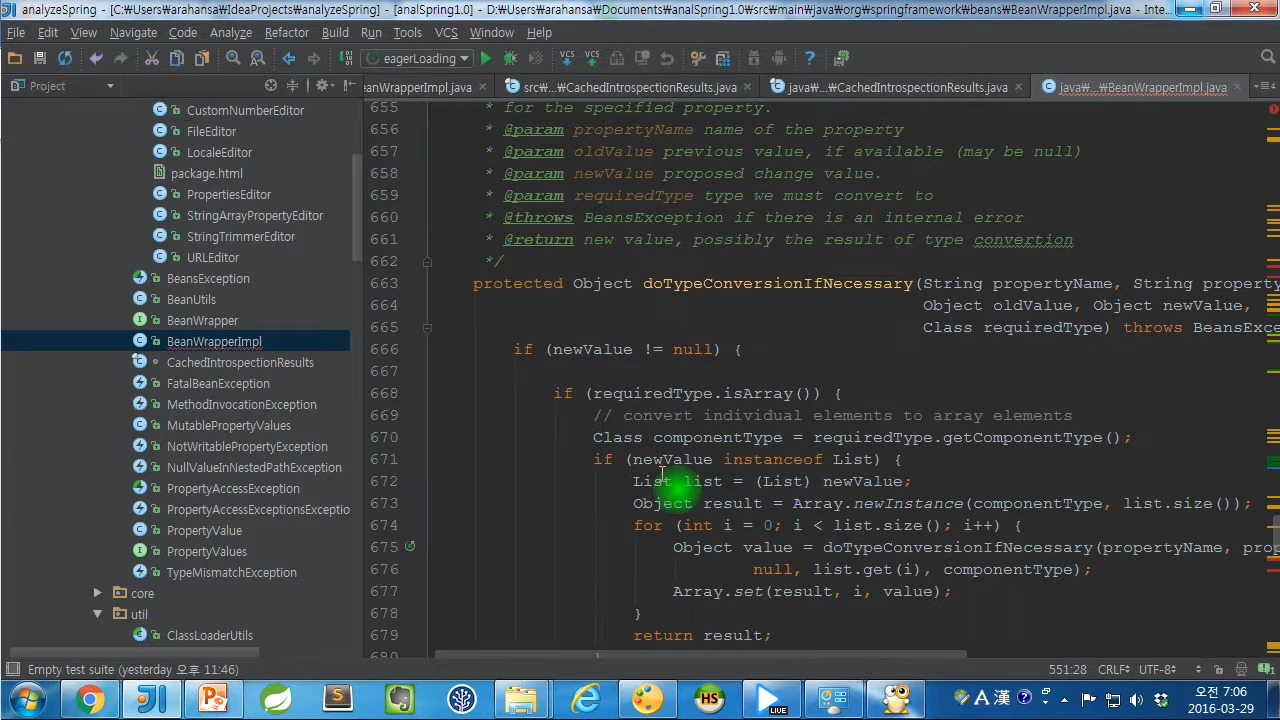 analyzeSpring - [C:₩Users₩arahansa₩IdeaProjects₩analyzeSpring] - [analSpring1.0] - D:₩Users₩arahansa₩Documents₩analSpring1.0₩src₩main₩java₩org₩springframework₩beans₩BeanWrapperImpl.java - Inte...
File Edit View Navigate Code Analyze Refactor Build Run Tools VCS Window Help
eagerLoading
Project
eanWrapperImpl.java
src₩...₩CachedIntrospectionResults.java
java₩...₩CachedIntrospectionResults.java
java₩...₩BeanWrapperImpl.java
CustomNumberEditor
FileEditor
LocaleEditor
package.html
PropertiesEditor
StringArrayPropertyEditor
StringTrimmerEditor
URLEditor
BeansException
BeanUtils
BeanWrapper
BeanWrapperImpl
CachedIntrospectionResults
FatalBeanException
MethodInvocationException
MutablePropertyValues
NotWritablePropertyException
NullValueInNestedPathException
PropertyAccessException
PropertyAccessExceptionsExceptio
PropertyValue
PropertyValues
TypeMismatchException
core
util
ClassLoaderUtils
655 * for the specified property.
656 * @param propertyName name of the property
657 * @param oldValue previous value, if available (may be null)
658 * @param newValue proposed change value.
659 * @param requiredType type we must convert to
660 * @throws BeansException if there is an internal error
661 * @return new value, possibly the result of type convertion
662 */
663 protected Object doTypeConversionIfNecessary(String propertyName, String property
664 Object oldValue, Object newValue,
665 Class requiredType) throws BeansExce
666 if (newValue != null) {
667
668 if (requiredType.isArray()) {
669 // convert individual elements to array elements
670 Class componentType = requiredType.getComponentType();
671 if (newValue instanceof List) {
672 List list = (List) newValue;
673 Object result = Array.newInstance(componentType, list.size());
674 for (int i = 0; i < list.size(); i++) {
675 Object value = doTypeConversionIfNecessary(propertyName, prop
676 null, list.get(i), componentType);
677 Array.set(result, i, value);
678 }
679 return result;
680 }
Empty test suite (yesterday 오후 11:46)
551:28 CRLF UTF-8
LIVE
HS
A 漢
오전 7:06
2016-03-29